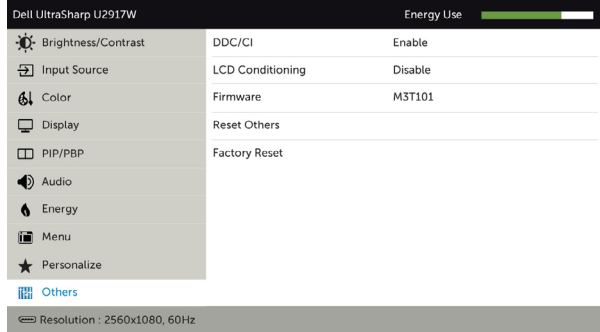 Dell UltraSharp U2917W Energy Use
Brightness/Contrast DDC/CI Enable
Input Source LCD Conditioning Disable
Color Firmware M3T101
Display Reset Others
PIP/PBP Factory Reset
Audio
Energy
Menu
Personalize
Others
Resolution : 2560x1080, 60Hz